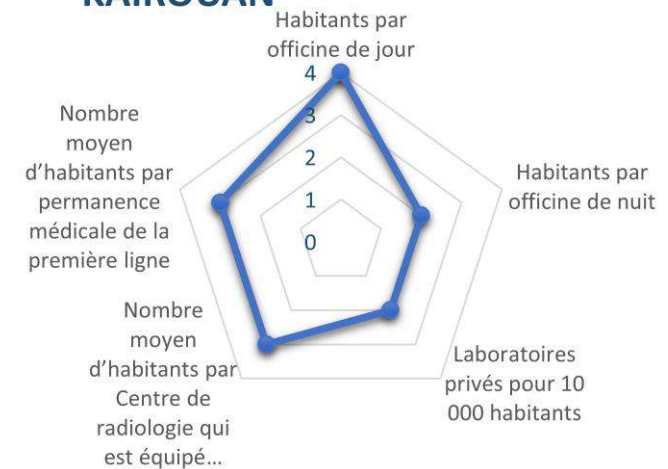 KAIROUAN
Habitants par
officine de jour
4
3
2
1
0
Habitants par
officine de nuit
Laboratoires
privés pour 10
000 habitants
Nombre
moyen
d'habitants par
Centre de
radiologie qui
est équipé…
Nombre
moyen
d'habitants par
permanence
médicale de la
première ligne